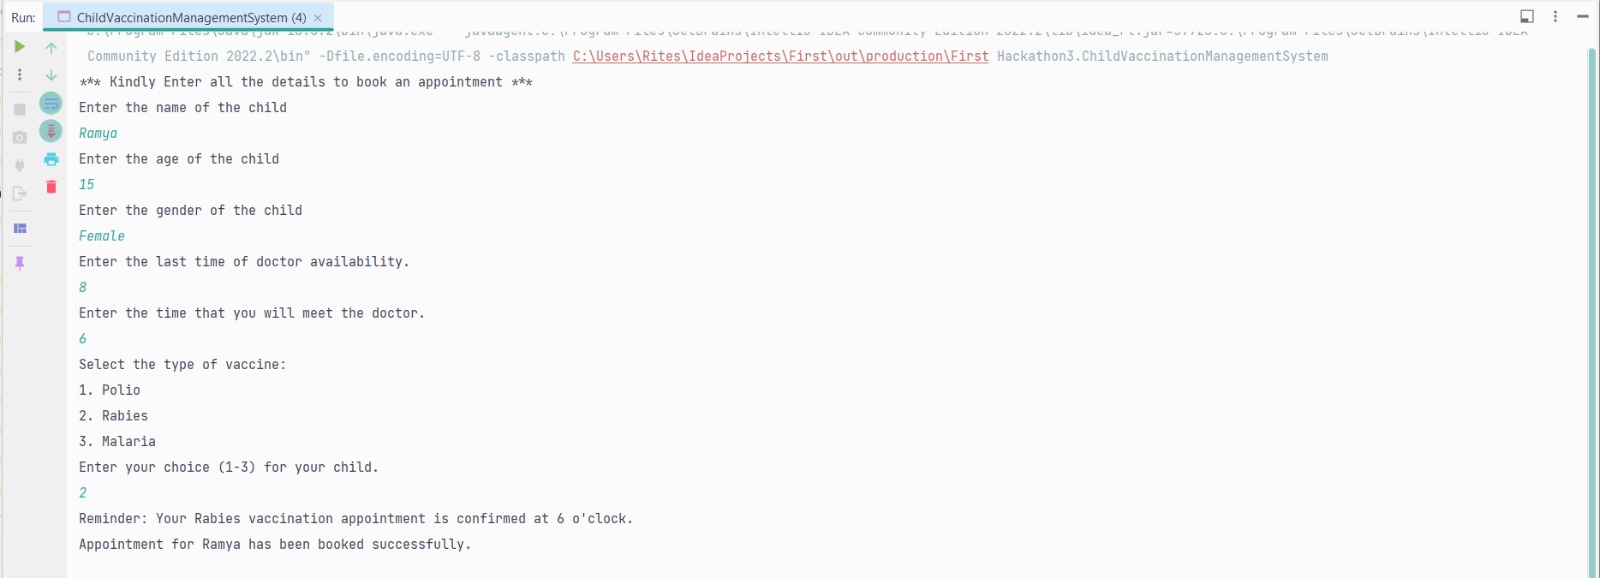 Run: ChildVaccinationManagementSystem (4) ×
Community Edition 2022.2\bin" -Dfile.encoding=UTF-8 -classpath C:\Users\Rites\IdeaProjects\First\out\production\First Hackathon3.ChildVaccinationManagementSystem
*** Kindly Enter all the details to book an appointment ***
Enter the name of the child
Ramya
Enter the age of the child
15
Enter the gender of the child
Female
Enter the last time of doctor availability.
8
Enter the time that you will meet the doctor.
6
Select the type of vaccine:
1. Polio
2. Rabies
3. Malaria
Enter your choice (1-3) for your child.
2
Reminder: Your Rabies vaccination appointment is confirmed at 6 o'clock.
Appointment for Ramya has been booked successfully.